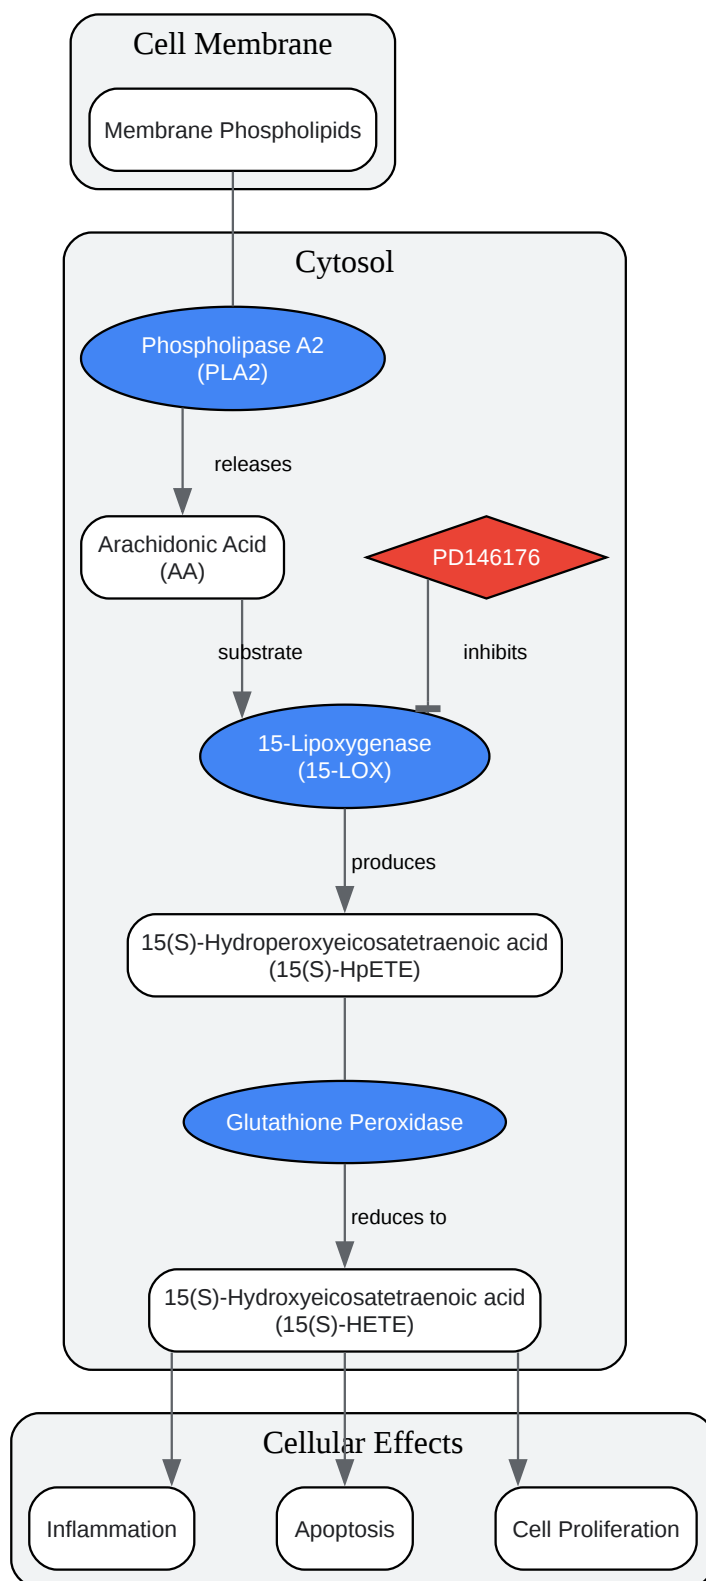 Cell Membrane
Membrane Phospholipids
Cytosol
Phospholipase A2
(PLA2)
releases
Arachidonic Acid
(AA)
PD146176
substrate
inhibits
15-Lipoxygenase
(15-LOX)
produces
15(S)-Hydroperoxyeicosatetraenoic acid
(15(S)-HpETE)
Glutathione Peroxidase
reduces to
15(S)-Hydroxyeicosatetraenoic acid
(15(S)-HETE)
Cellular Effects
Inflammation
Apoptosis
Cell Proliferation